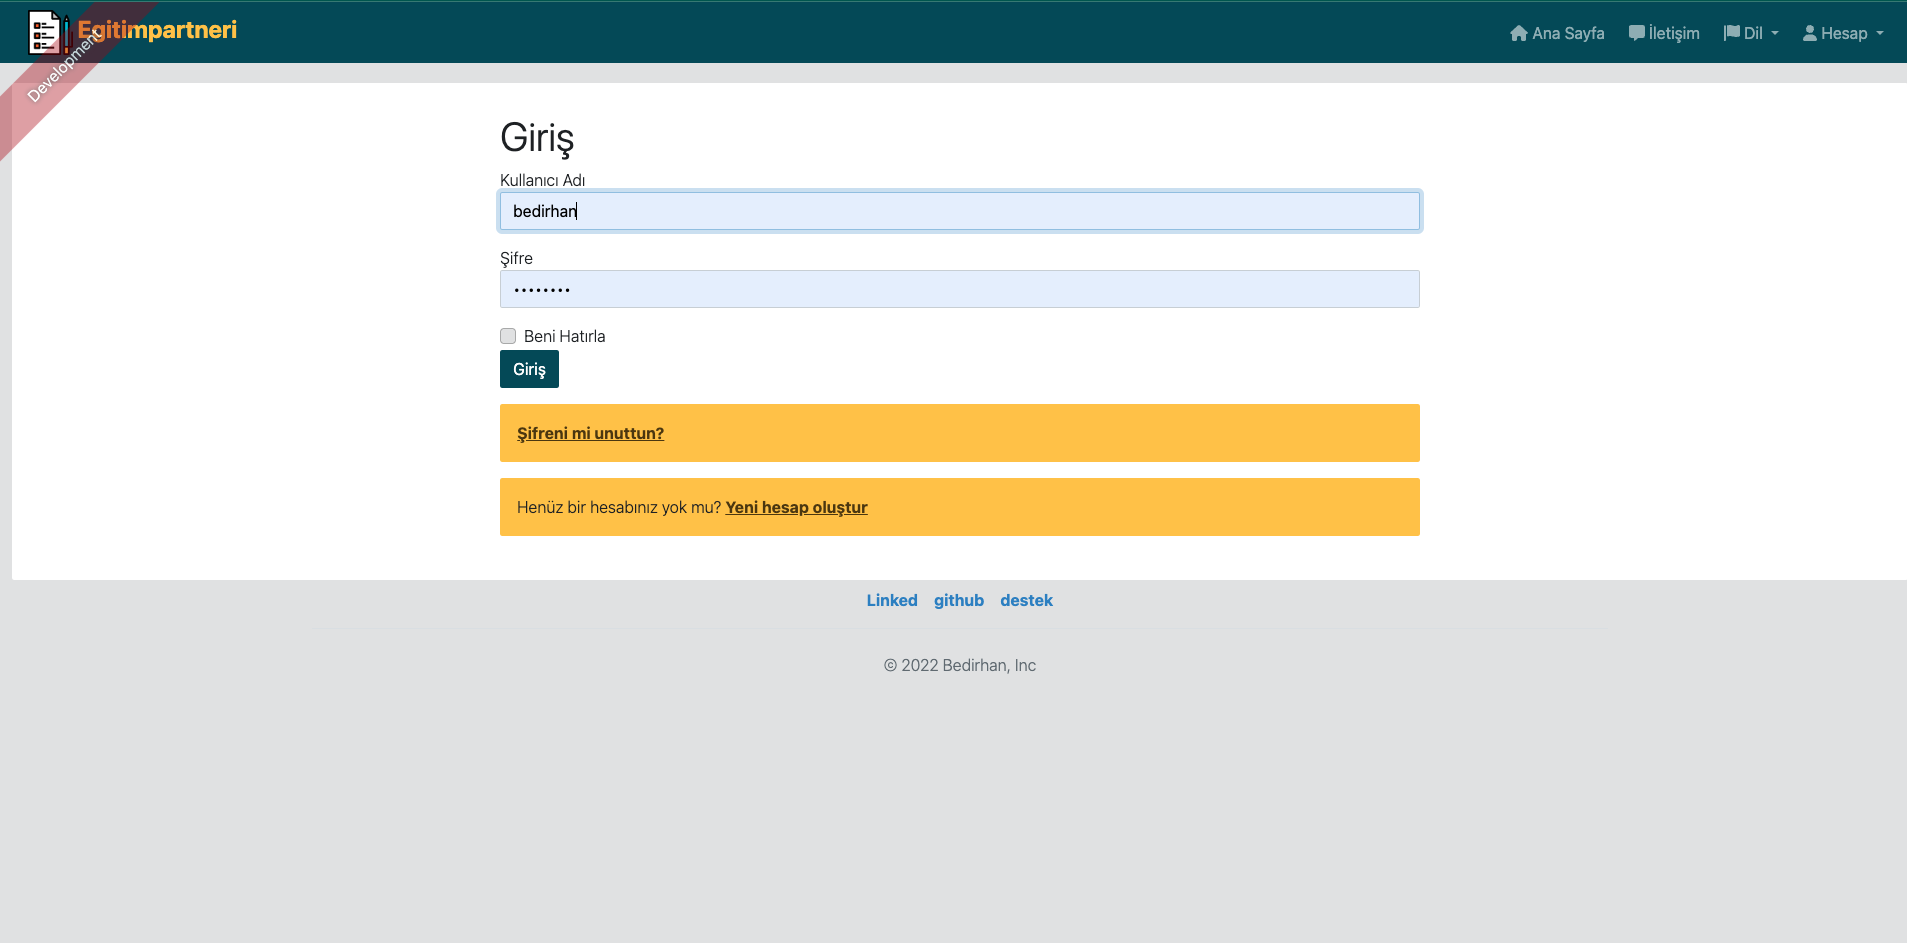 Egitimpartneri
Ana Sayfa İletişim Dil Hesap
Development
Giriş
Kullanıcı Adı
bedirhan
Şifre
••••••••
Beni Hatırla
Giriş
Şifreni mi unuttun?
Henüz bir hesabınız yok mu? Yeni hesap oluştur
Linked github destek
© 2022 Bedirhan, Inc